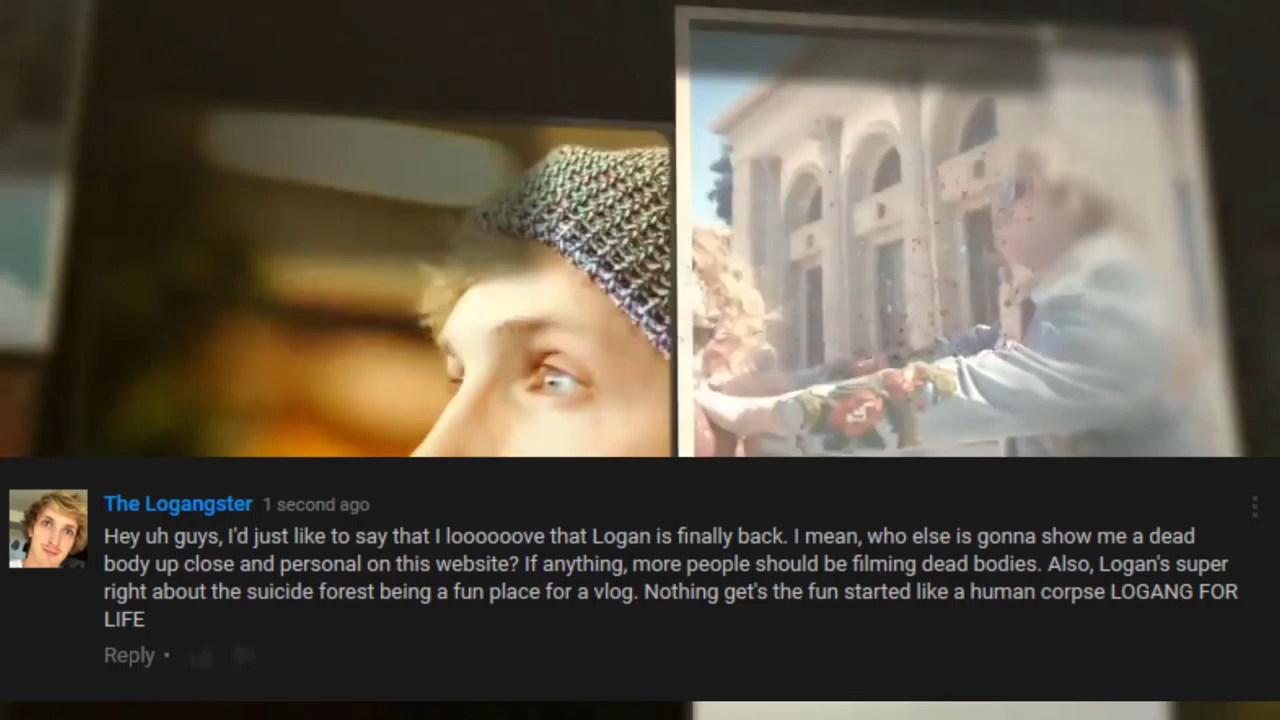 The Logangster 1 second ago
Hey uh guys, I'd just like to say that I looooooove that Logan is finally back. I mean, who else is gonna show me a dead
body up close and personal on this website? If anything, more people should be filming dead bodies. Also, Logan's super
right about the suicide forest being a fun place for a vlog. Nothing get's the fun started like a human corpse LOGANG FOR
LIFE
Reply •